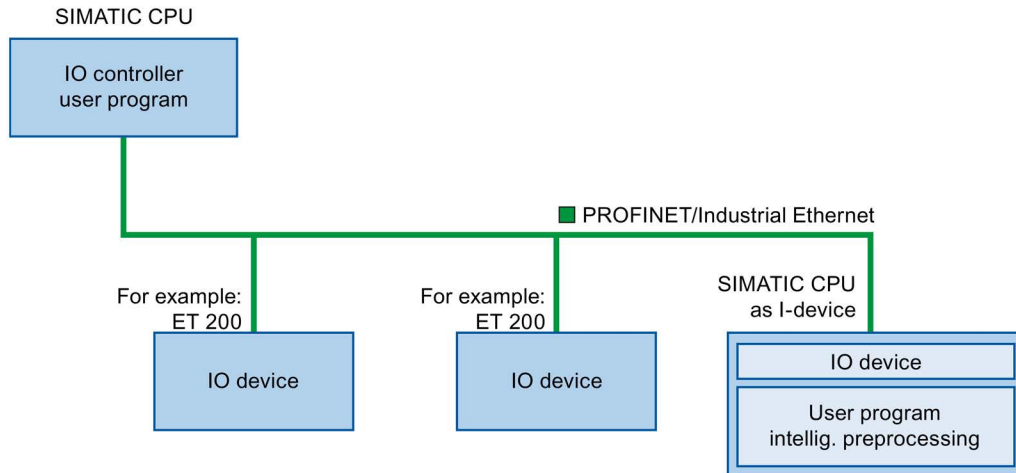 SIMATIC CPU
IO controller
user program
PROFINET/Industrial Ethernet
For example:
ET 200
IO device
For example:
ET 200
IO device
SIMATIC CPU
as I-device
IO device
User program
intellig. preprocessing